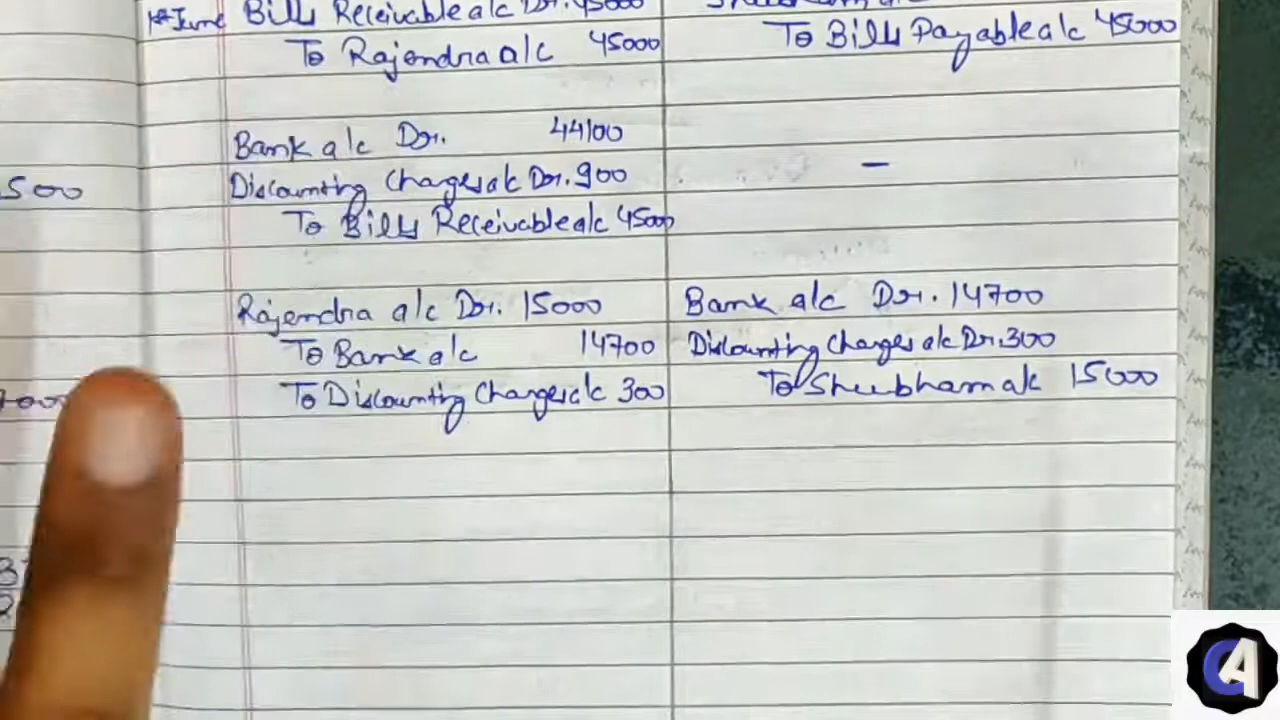 1st June Bills Receivable a/c Dr. 45000
To Rajendra a/c 45000
To Bills Payable a/c 45000
Bank a/c Dr. 44100
500
Discounting Charges a/c Dr. 900
-
To Bills Receivable a/c 45000
Rajendra a/c Dr. 15000
To Bank a/c 14700
To Discounting Charges a/c 300
Bank a/c Dr. 14700
Discounting Charges a/c Dr. 300
To Shubham a/c 15000
CA